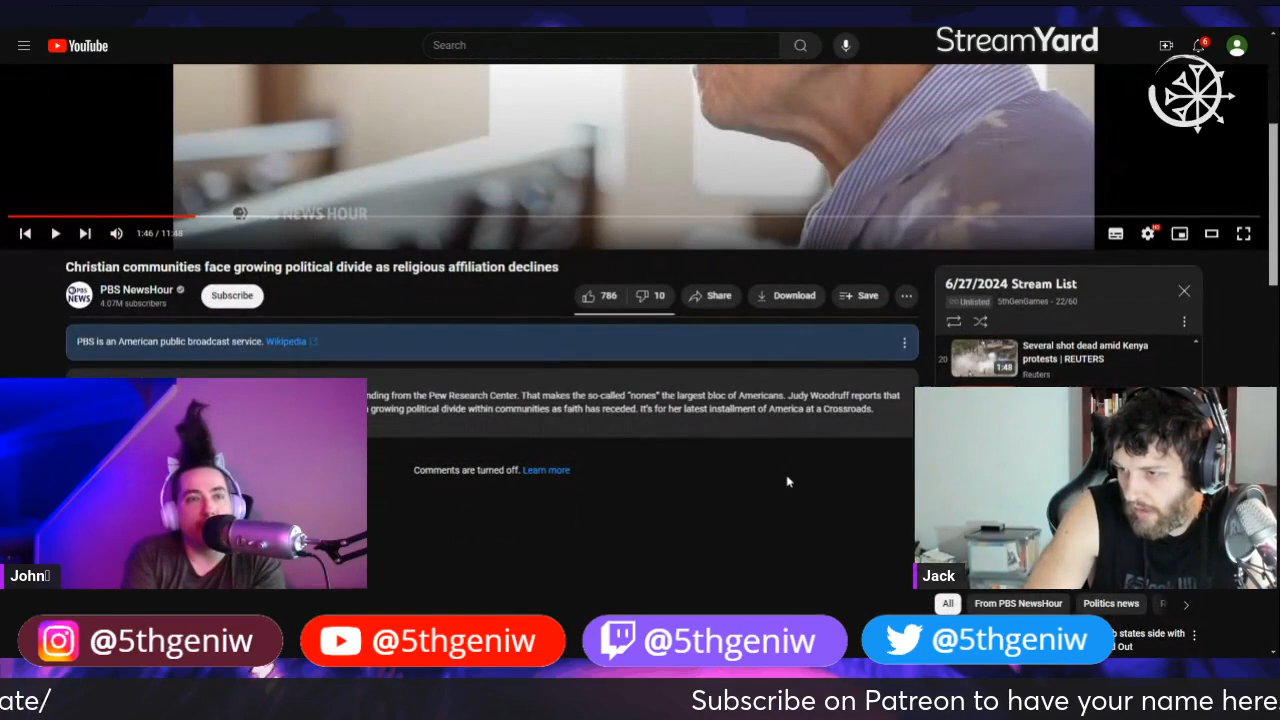 YouTube
Search
StreamYard
6
NEWS HOUR
1:46 / 11:48
HD
Christian communities face growing political divide as religious affiliation declines
PBS NEWS
PBS NewsHour
4.07M subscribers
Subscribe
786
10
Share
Download
Save
6/27/2024 Stream List
Unlisted
5thGenGames - 22/60
PBS is an American public broadcast service. Wikipedia
20
1:48
Several shot dead amid Kenya
protests | REUTERS
Reuters
nding from the Pew Research Center. That makes the so-called "nones" the largest bloc of Americans. Judy Woodruff reports that
growing political divide within communities as faith has receded. It's for her latest installment of America at a Crossroads.
Comments are turned off. Learn more
John
Jack
All
From PBS NewsHour
Politics news
states side with
d Out
@5thgeniw
@5thgeniw
@5thgeniw
@5thgeniw
ate/
Subscribe on Patreon to have your name here